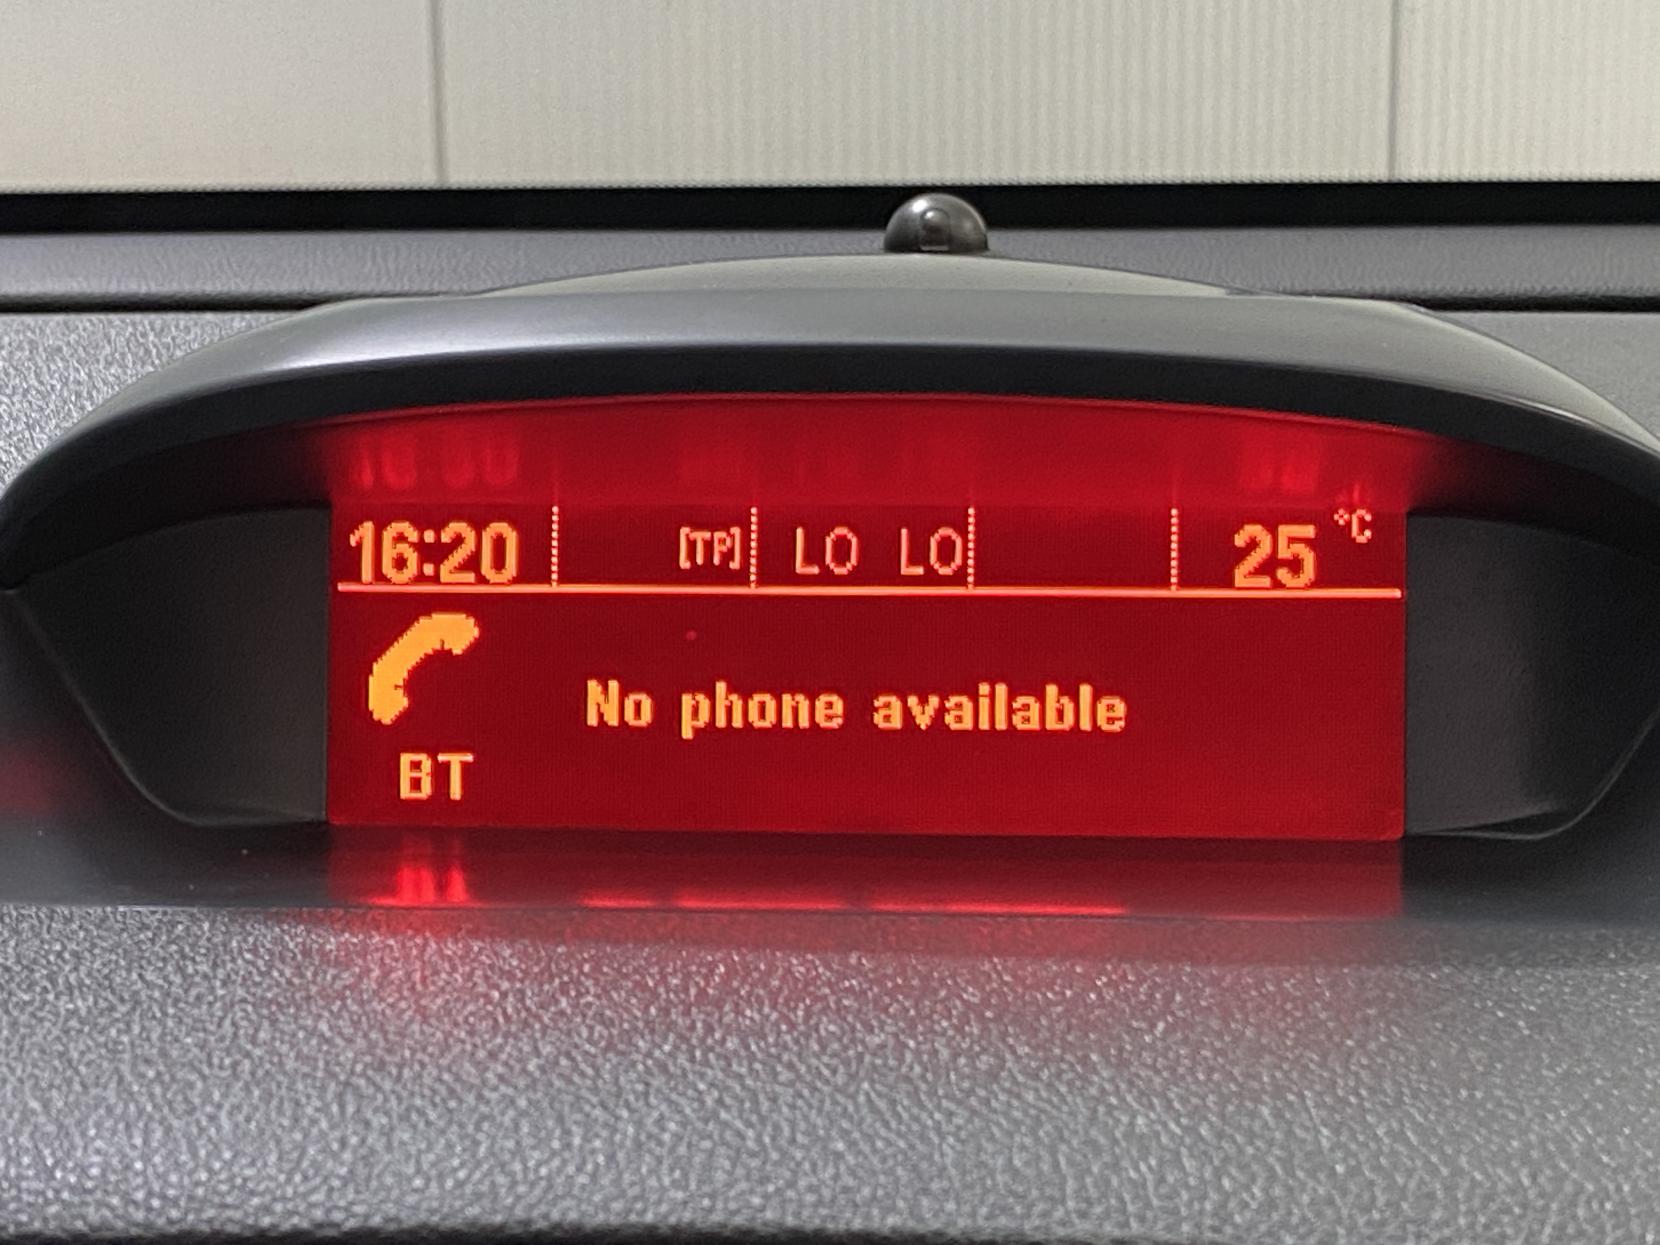 16:20 [TP] LO LO 25 °C
No phone available
BT